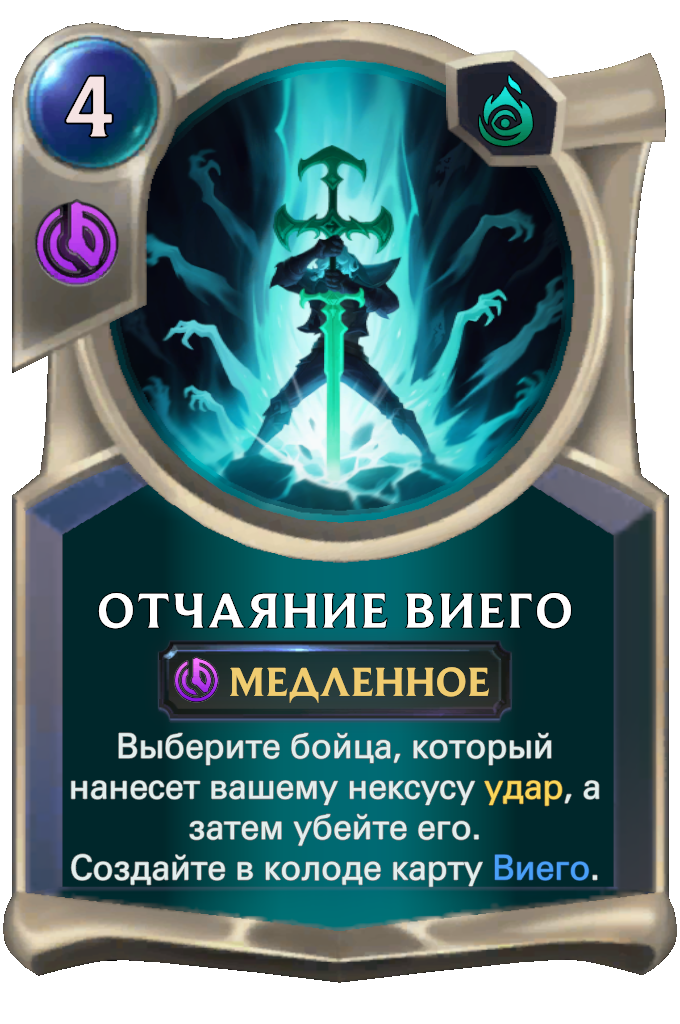 4
ОТЧАЯНИЕ ВИЕГО
МЕДЛЕННОЕ
Выберите бойца, который
нанесет вашему нексусу удар, а
затем убейте его.
Создайте в колоде карту Виего.